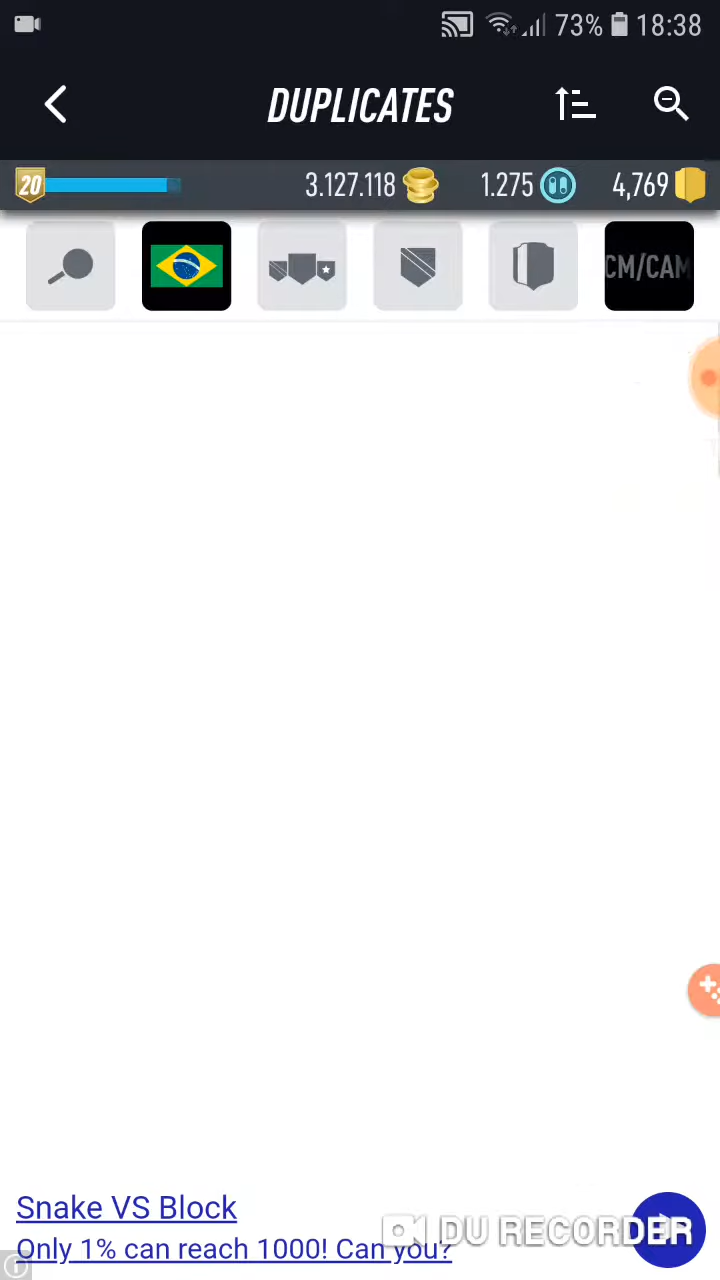 73% 18:38
DUPLICATES
20 3.127.118 1.275 4,769
CM/CAM
Snake VS Block
Only 1% can reach 1000! Can you?
DU RECORDER